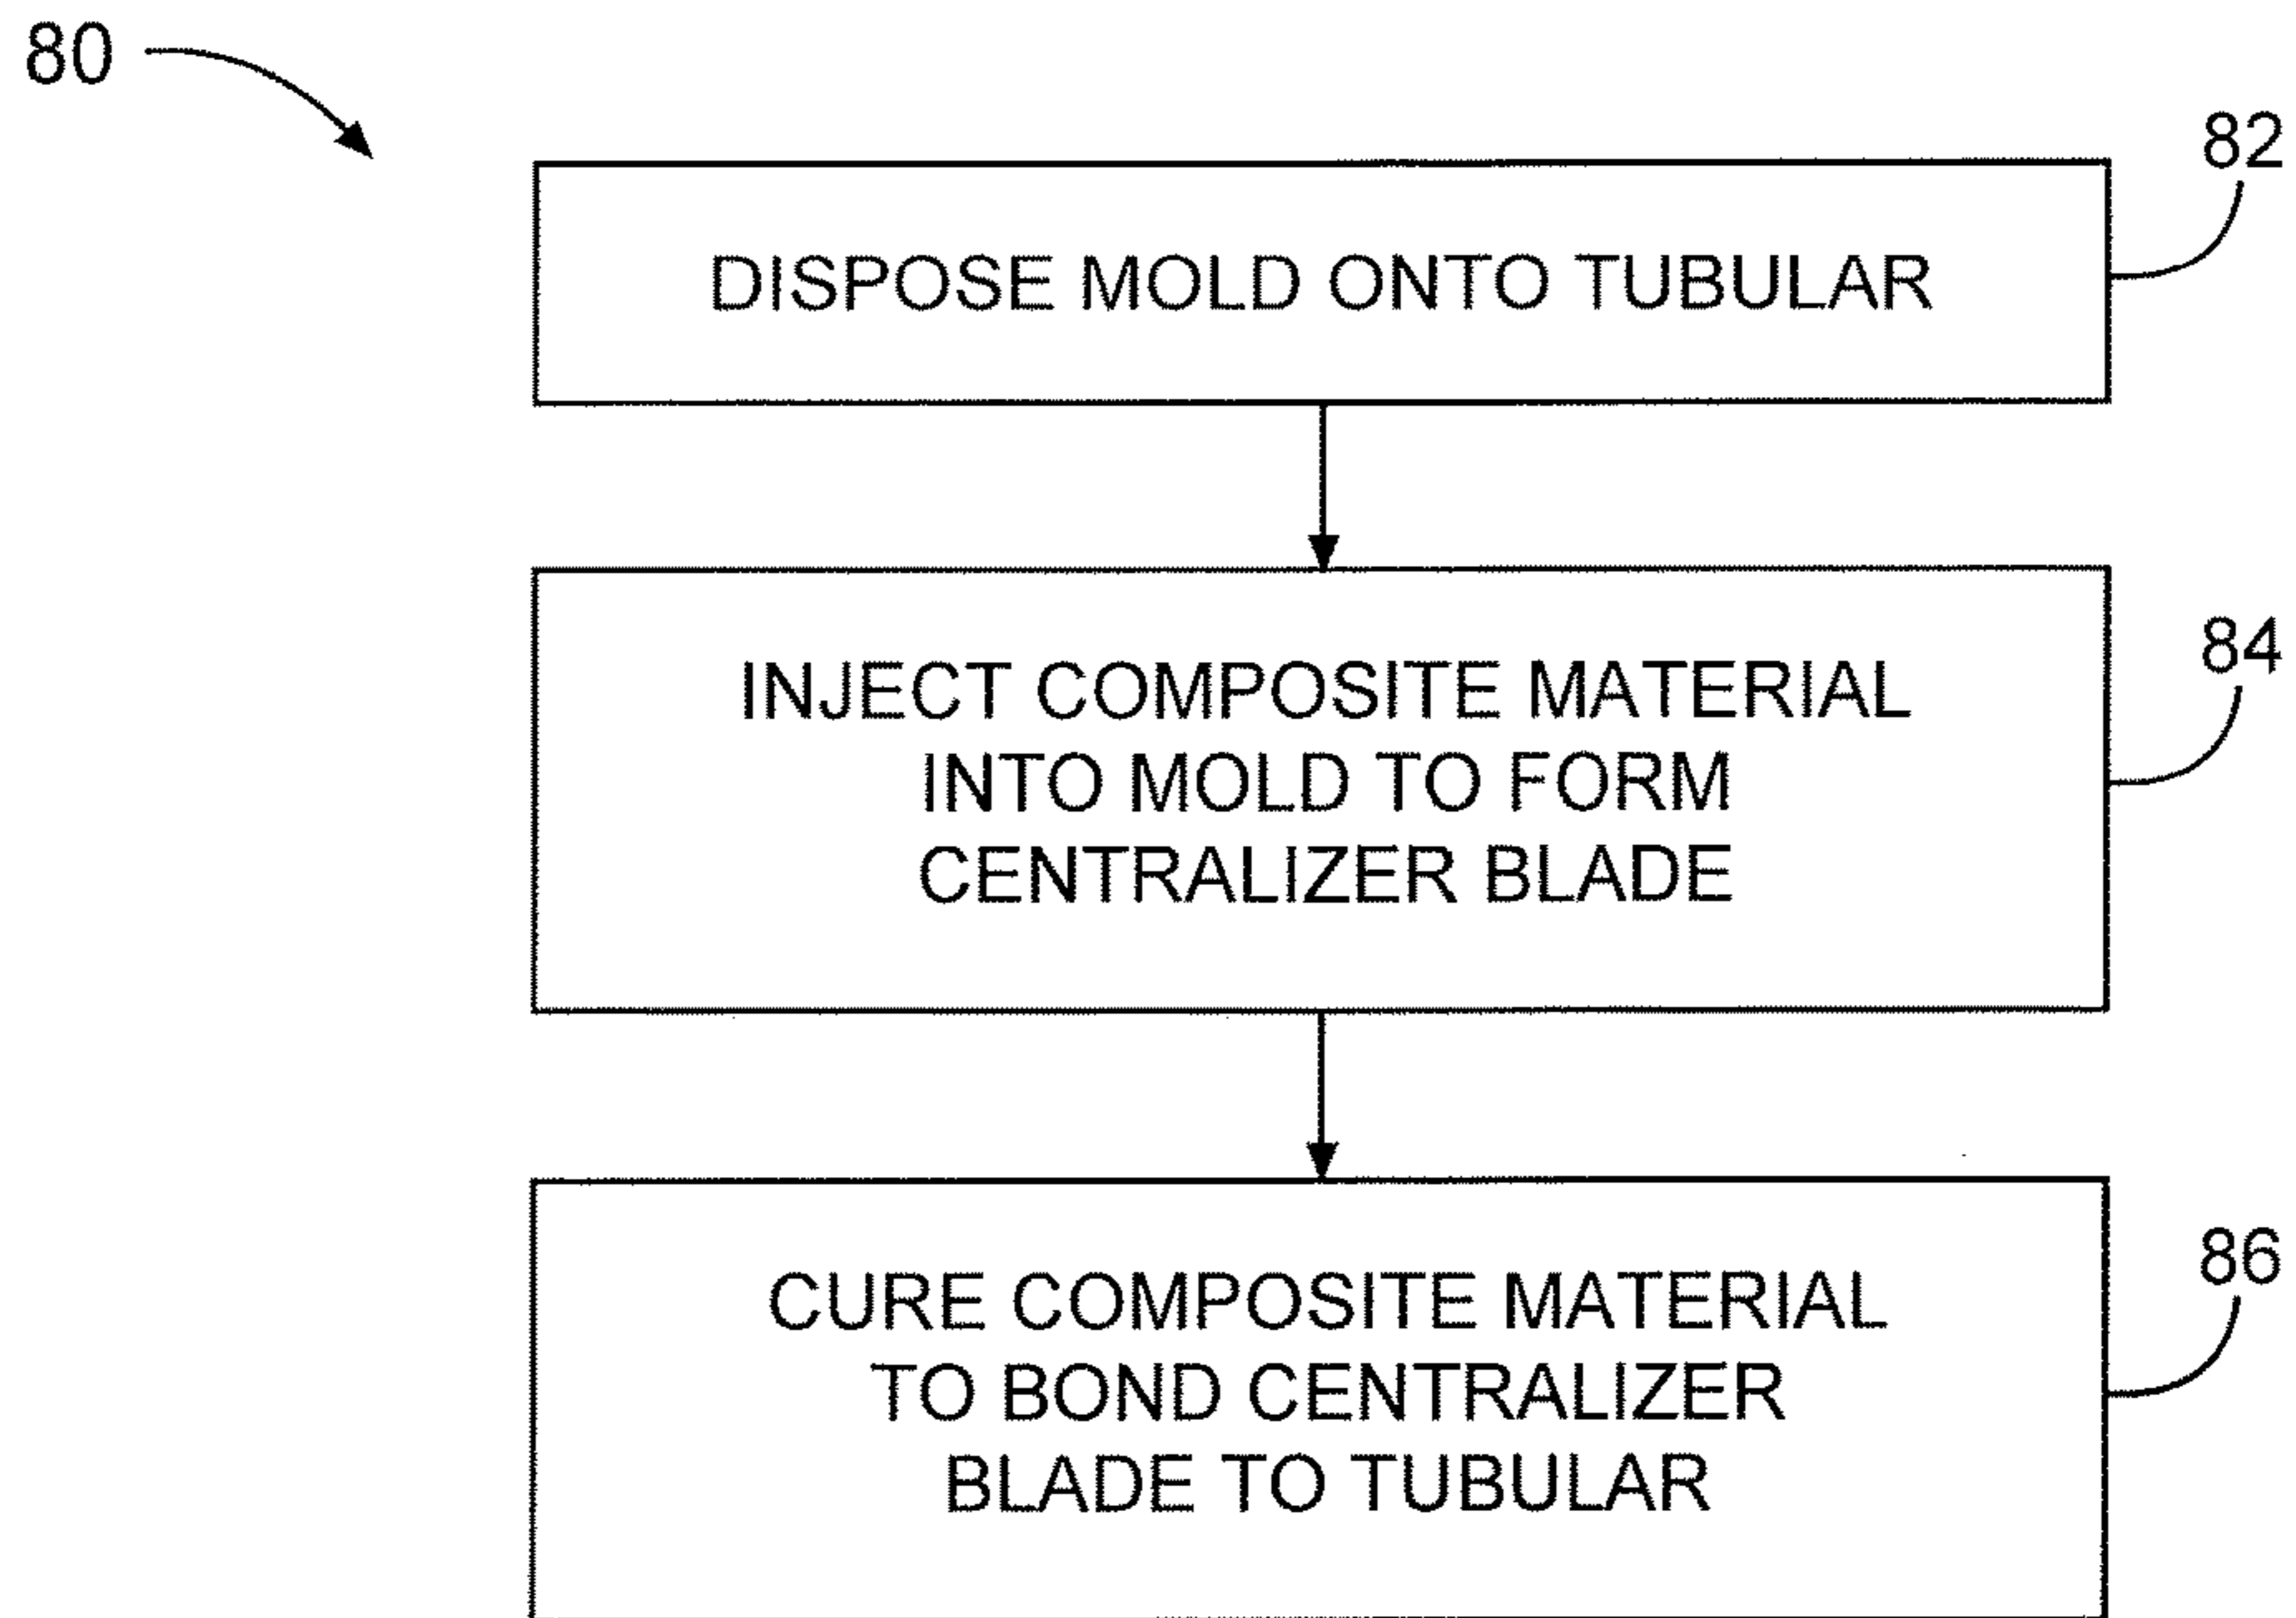 80
82
DISPOSE MOLD ONTO TUBULAR
84
INJECT COMPOSITE MATERIAL
INTO MOLD TO FORM
CENTRALIZER BLADE
86
CURE COMPOSITE MATERIAL
TO BOND CENTRALIZER
BLADE TO TUBULAR